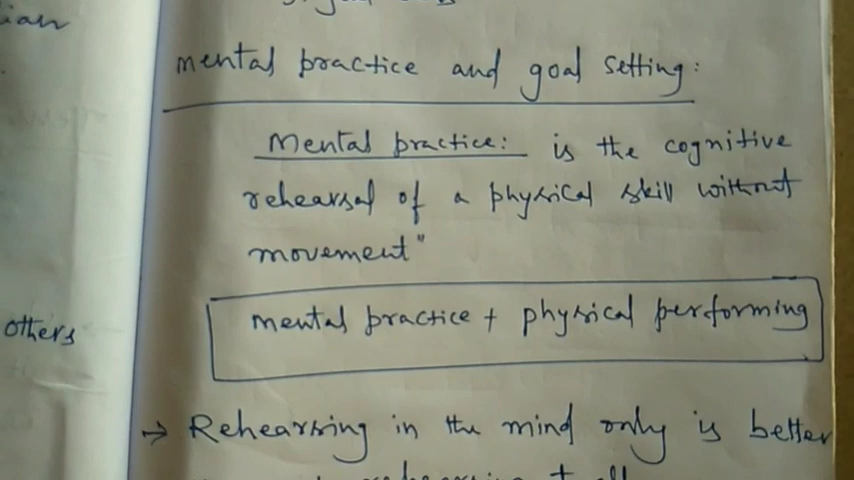 ian
mental practice and goal setting:
Mental practice: is the cognitive
rehearsal of a physical skill without
movement"
mental practice + physical performing
others
→ Rehearsing in the mind only is better